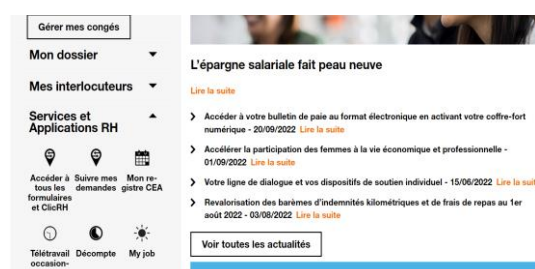 Gérer mes congés
Mon dossier
Mes interlocuteurs
Services et
Applications RH
Accéder à
tous les
formulaires
et ClicRH
Suivre mes
demandes
Mon re-
gistre CEA
Télétravail
occasion-
Décompte
My job
L'épargne salariale fait peau neuve
Lire la suite
Accéder à votre bulletin de paie au format électronique en activant votre coffre-fort
numérique - 20/09/2022 Lire la suite
Accélérer la participation des femmes à la vie économique et professionnelle -
01/09/2022 Lire la suite
Votre ligne de dialogue et vos dispositifs de soutien individuel - 15/06/2022 Lire la suit
Revalorisation des barèmes d'indemnités kilométriques et de frais de repas au 1er
août 2022 - 03/08/2022 Lire la suite
Voir toutes les actualités